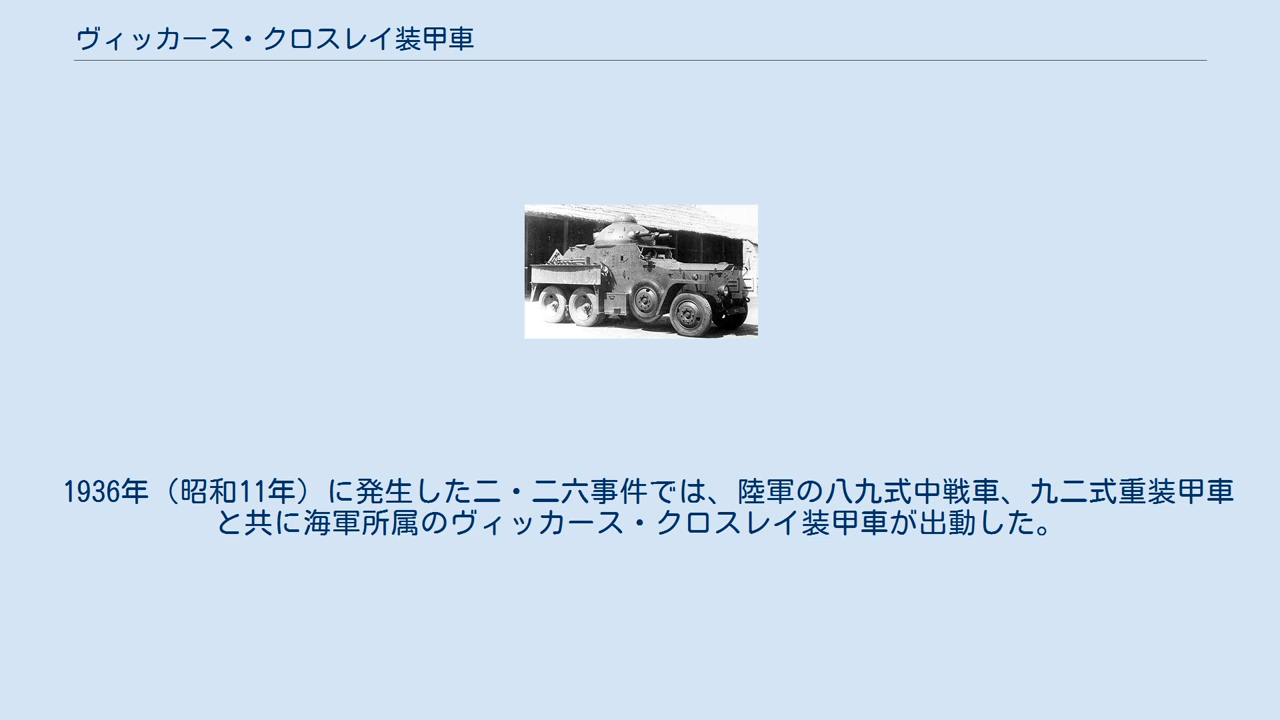 ヴィッカース・クロスレイ装甲車
1936年（昭和11年）に発生した二・二六事件では、陸軍の八九式中戦車、九二式重装甲車
と共に海軍所属のヴィッカース・クロスレイ装甲車が出動した。